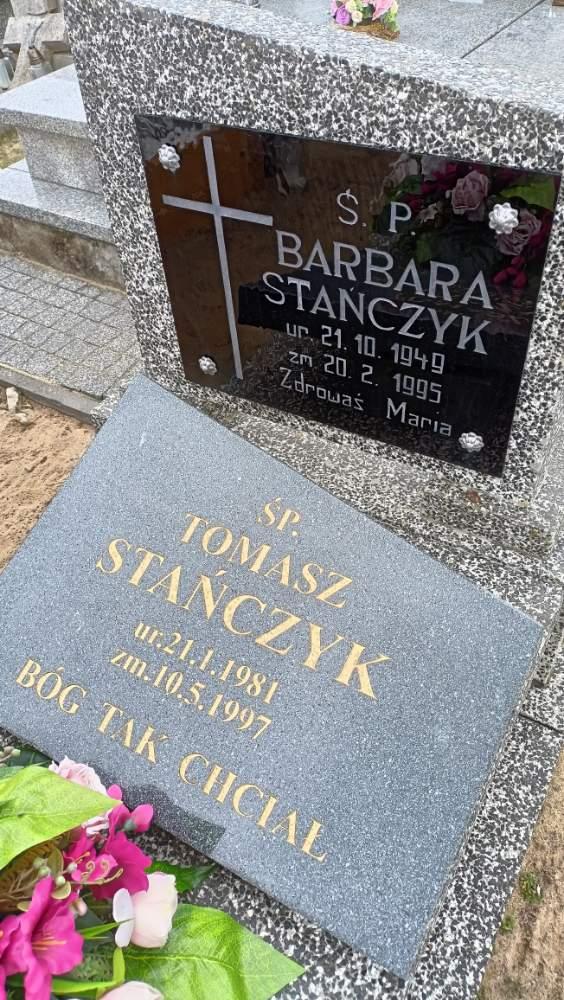 Ś. P.
BARBARA
STAŃCZYK
ur. 21. 10. 1949
zm 20. 2. 1995
Zdrowaś Maria
ŚP.
TOMASZ
STAŃCZYK
ur.21.1.1981
zm.10.5.1997
BÓG TAK CHCIAŁ